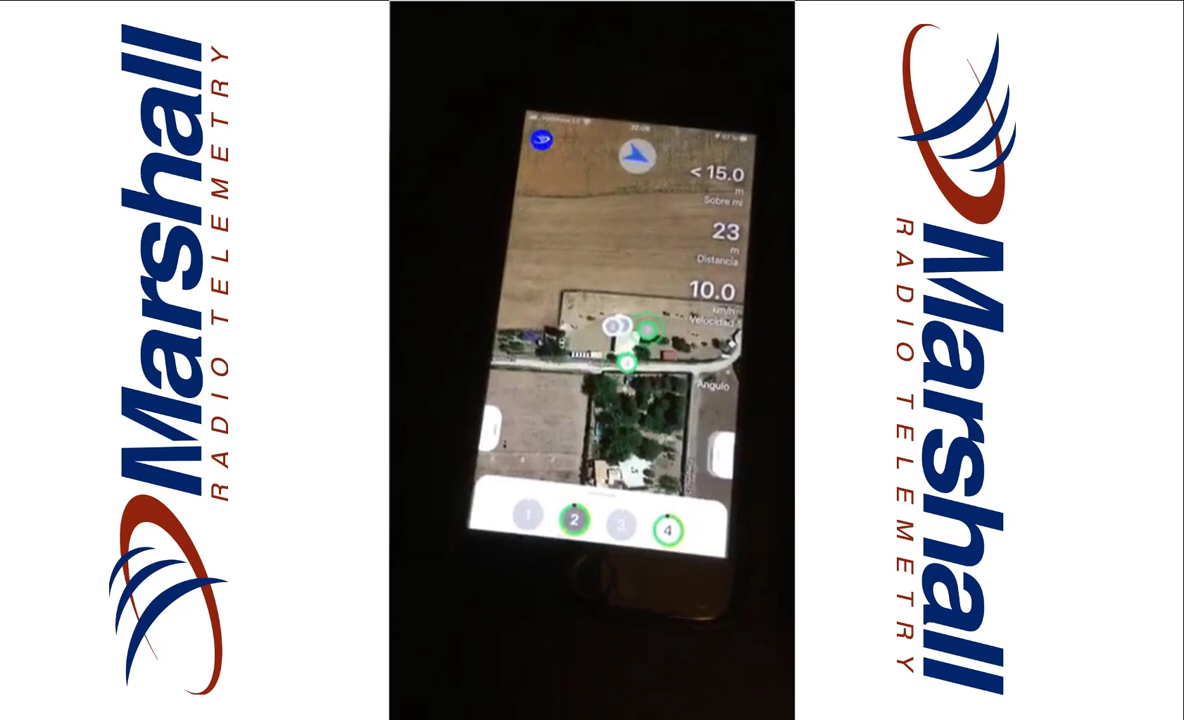 Marshall
RADIO TELEMETRY
< 15.0
m
Sobre mi
23
m
Distancia
10.0
km/h
Velocidad
Angulo
1
2
3
4
Marshall
RADIO TELEMETRY